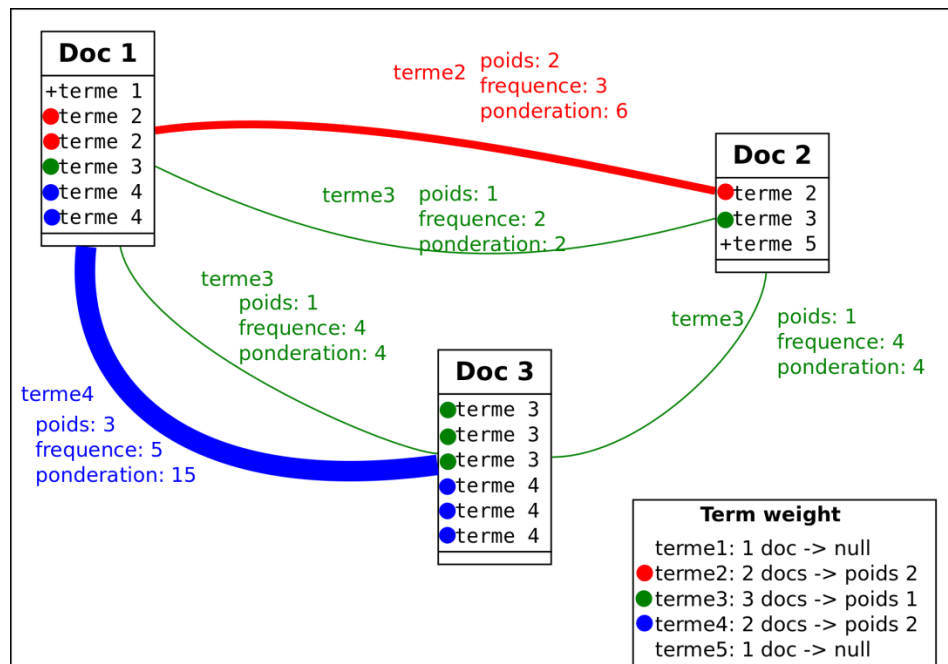 Doc 1
+terme 1
terme 2
terme 2
terme 3
terme 4
terme 4
terme2
poids: 2
frequence: 3
ponderation: 6
Doc 2
terme 2
terme 3
+terme 5
terme3
poids: 1
frequence: 2
ponderation: 2
terme3
poids: 1
frequence: 4
ponderation: 4
terme3
poids: 1
frequence: 4
ponderation: 4
Doc 3
terme 3
terme 3
terme 3
terme 4
terme 4
terme 4
terme4
poids: 3
frequence: 5
ponderation: 15
Term weight
terme1: 1 doc -> null
terme2: 2 docs -> poids 2
terme3: 3 docs -> poids 1
terme4: 2 docs -> poids 2
terme5: 1 doc -> null